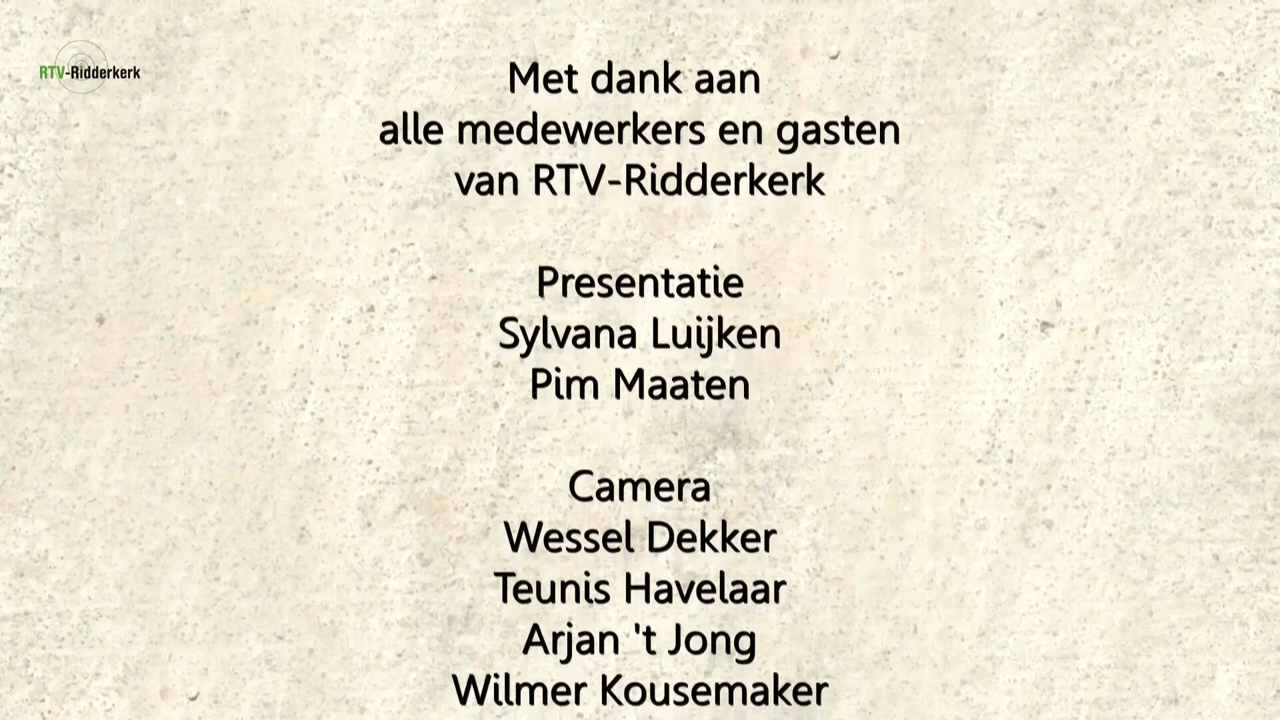 RTV-Ridderkerk
Met dank aan
alle medewerkers en gasten
van RTV-Ridderkerk
Presentatie
Sylvana Luijken
Pim Maaten
Camera
Wessel Dekker
Teunis Havelaar
Arjan 't Jong
Wilmer Kousemaker